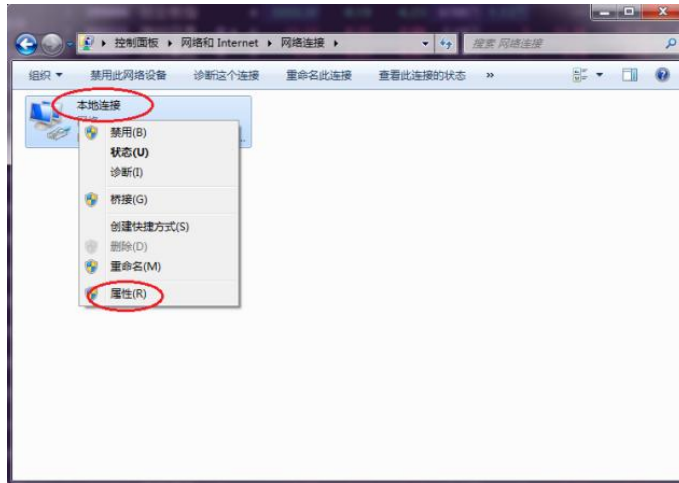 控制面板 ▸ 网络和 Internet ▸ 网络连接 ▸
搜索 网络连接
组织 ▼ 禁用此网络设备 诊断这个连接 重命名此连接 查看此连接的状态 »
本地连接
禁用(B)
状态(U)
诊断(I)
桥接(G)
创建快捷方式(S)
删除(D)
重命名(M)
属性(R)